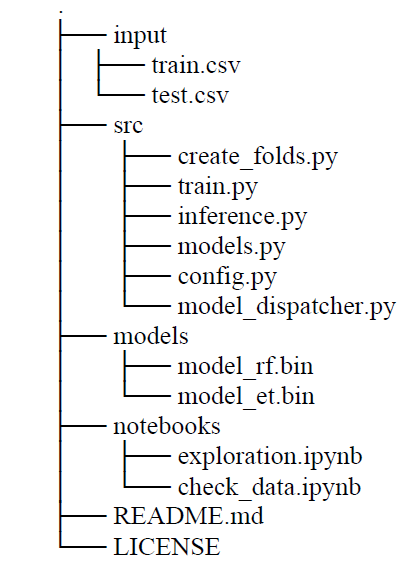 .
input
train.csv
test.csv
src
create_folds.py
train.py
inference.py
models.py
config.py
model_dispatcher.py
models
model_rf.bin
model_et.bin
notebooks
exploration.ipynb
check_data.ipynb
README.md
LICENSE